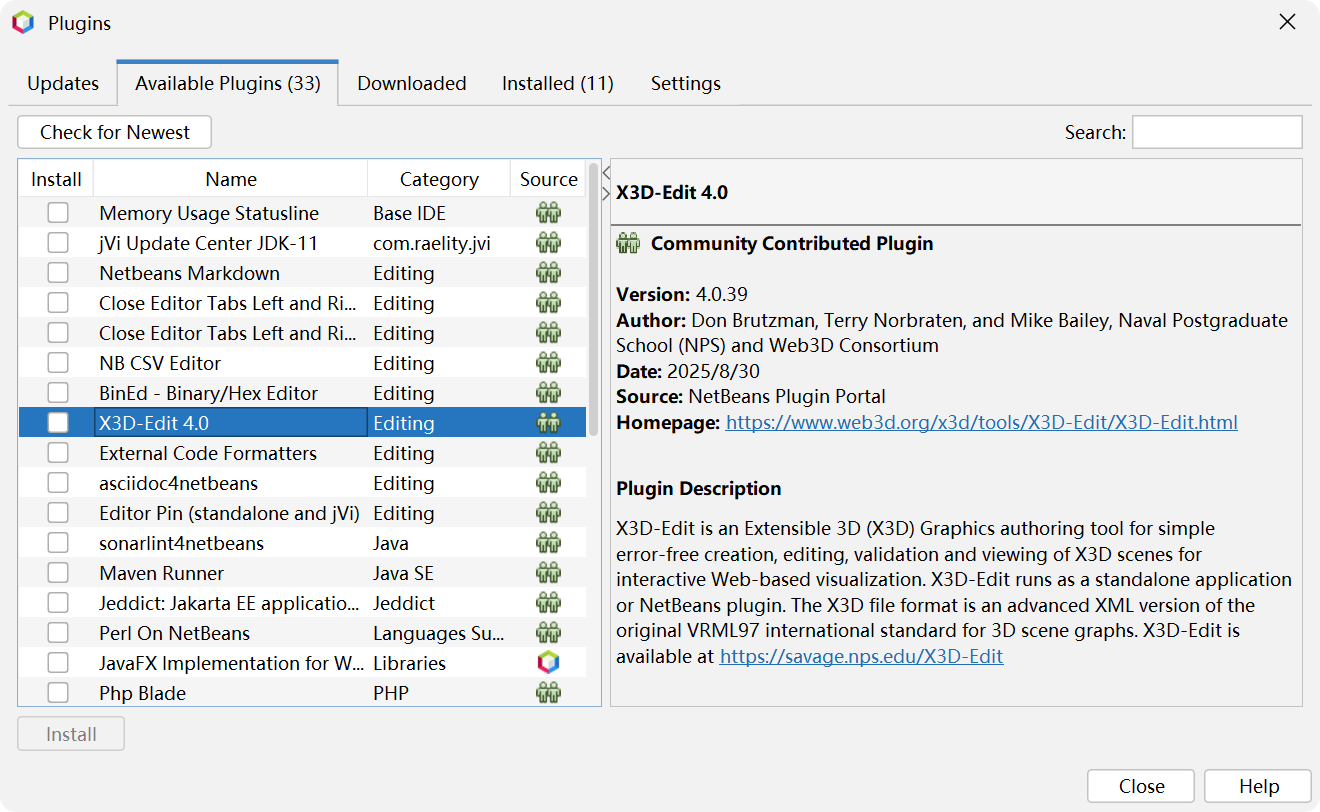 Plugins
Updates
Available Plugins (33)
Downloaded
Installed (11)
Settings
Check for Newest
Search:
Install Name Category Source
Memory Usage Statusline Base IDE
jVi Update Center JDK-11 com.raelity.jvi
Netbeans Markdown Editing
Close Editor Tabs Left and Ri... Editing
Close Editor Tabs Left and Ri... Editing
NB CSV Editor Editing
BinEd - Binary/Hex Editor Editing
X3D-Edit 4.0 Editing
External Code Formatters Editing
asciidoc4netbeans Editing
Editor Pin (standalone and jVi) Editing
sonarlint4netbeans Java
Maven Runner Java SE
Jeddict: Jakarta EE applicatio... Jeddict
Perl On NetBeans Languages Su...
JavaFX Implementation for W... Libraries
Php Blade PHP
X3D-Edit 4.0
Community Contributed Plugin
Version: 4.0.39
Author: Don Brutzman, Terry Norbraten, and Mike Bailey, Naval Postgraduate
School (NPS) and Web3D Consortium
Date: 2025/8/30
Source: NetBeans Plugin Portal
Homepage: https://www.web3d.org/x3d/tools/X3D-Edit/X3D-Edit.html
Plugin Description
X3D-Edit is an Extensible 3D (X3D) Graphics authoring tool for simple
error-free creation, editing, validation and viewing of X3D scenes for
interactive Web-based visualization. X3D-Edit runs as a standalone application
or NetBeans plugin. The X3D file format is an advanced XML version of the
original VRML97 international standard for 3D scene graphs. X3D-Edit is
available at https://savage.nps.edu/X3D-Edit
Install
Close
Help